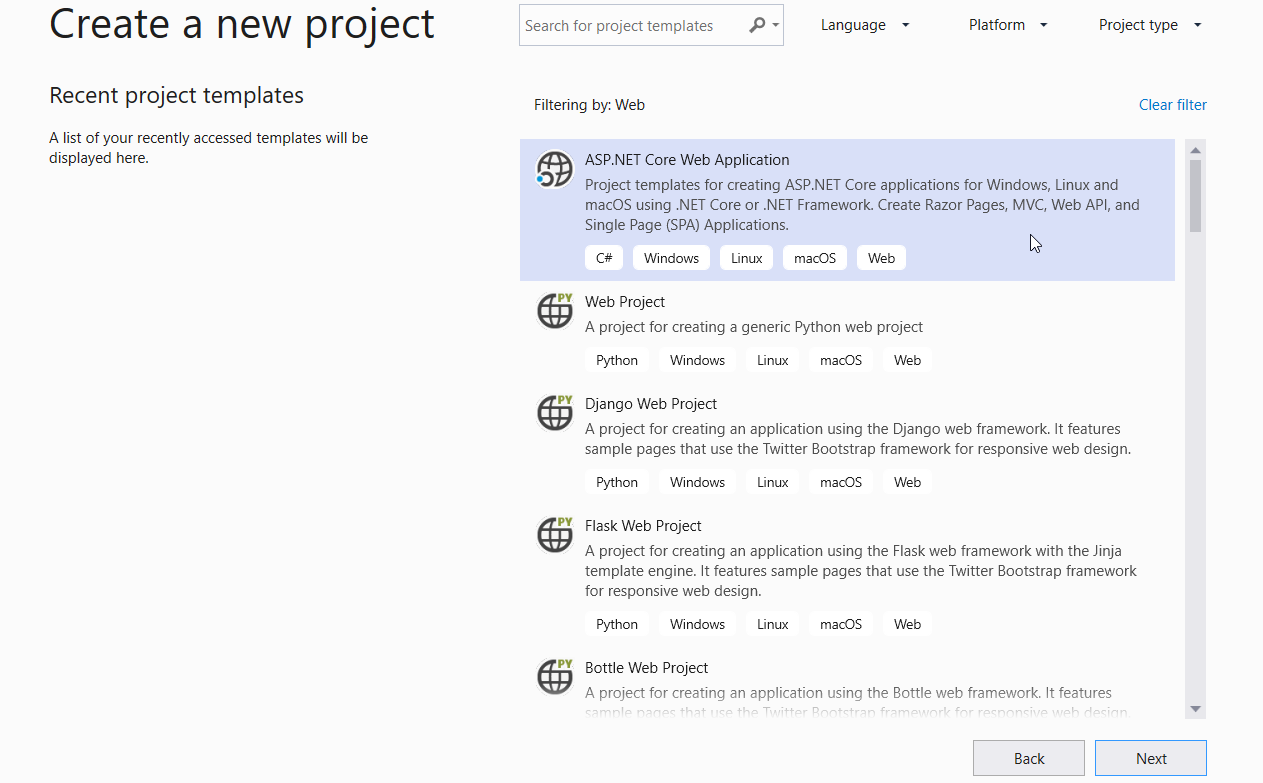 Create a new project
Search for project templates
Language
Platform
Project type
Recent project templates
A list of your recently accessed templates will be
displayed here.
Filtering by: Web
Clear filter
ASP.NET Core Web Application
Project templates for creating ASP.NET Core applications for Windows, Linux and
macOS using .NET Core or .NET Framework. Create Razor Pages, MVC, Web API, and
Single Page (SPA) Applications.
C# Windows Linux macOS Web
PY
Web Project
A project for creating a generic Python web project
Python Windows Linux macOS Web
PY
Django Web Project
A project for creating an application using the Django web framework. It features
sample pages that use the Twitter Bootstrap framework for responsive web design.
Python Windows Linux macOS Web
PY
Flask Web Project
A project for creating an application using the Flask web framework with the Jinja
template engine. It features sample pages that use the Twitter Bootstrap framework
for responsive web design.
Python Windows Linux macOS Web
PY
Bottle Web Project
A project for creating an application using the Bottle web framework. It features
sample pages that use the Twitter Bootstrap framework for responsive web design.
Back
Next